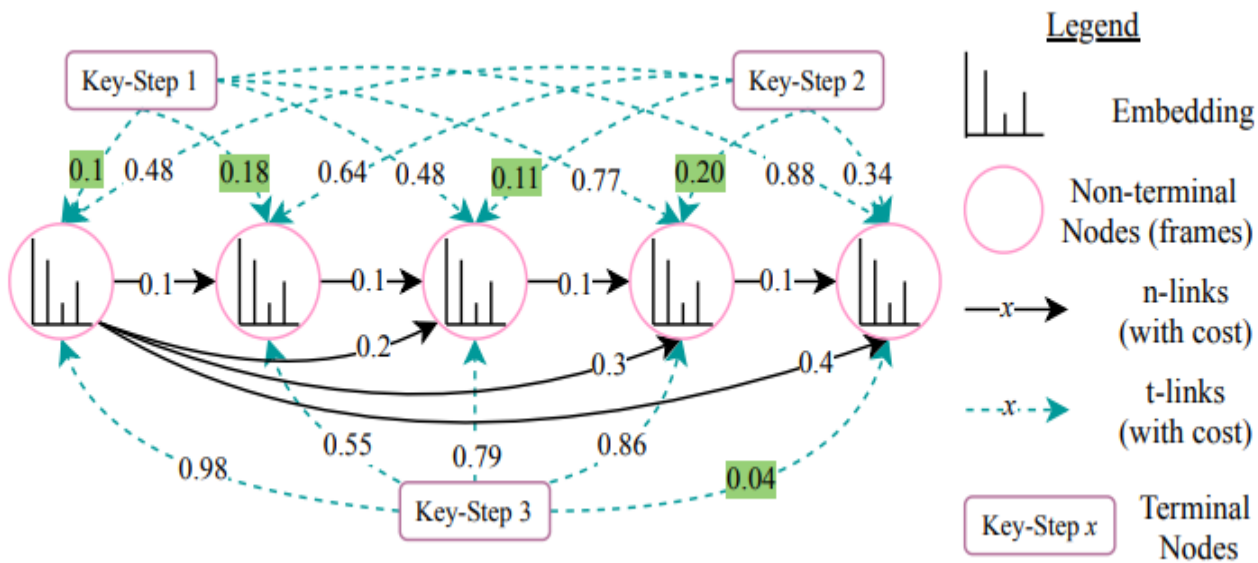 Legend
Key-Step 1
Key-Step 2
Embedding
0.1
0.48
0.18
0.64
0.48
0.11
0.77
0.20
0.88
0.34
Non-terminal
Nodes (frames)
0.1
0.1
0.1
0.1
x
n-links
(with cost)
0.2
0.3
0.4
x
t-links
(with cost)
0.98
0.55
0.79
0.86
0.04
Key-Step 3
Key-Step x
Terminal
Nodes